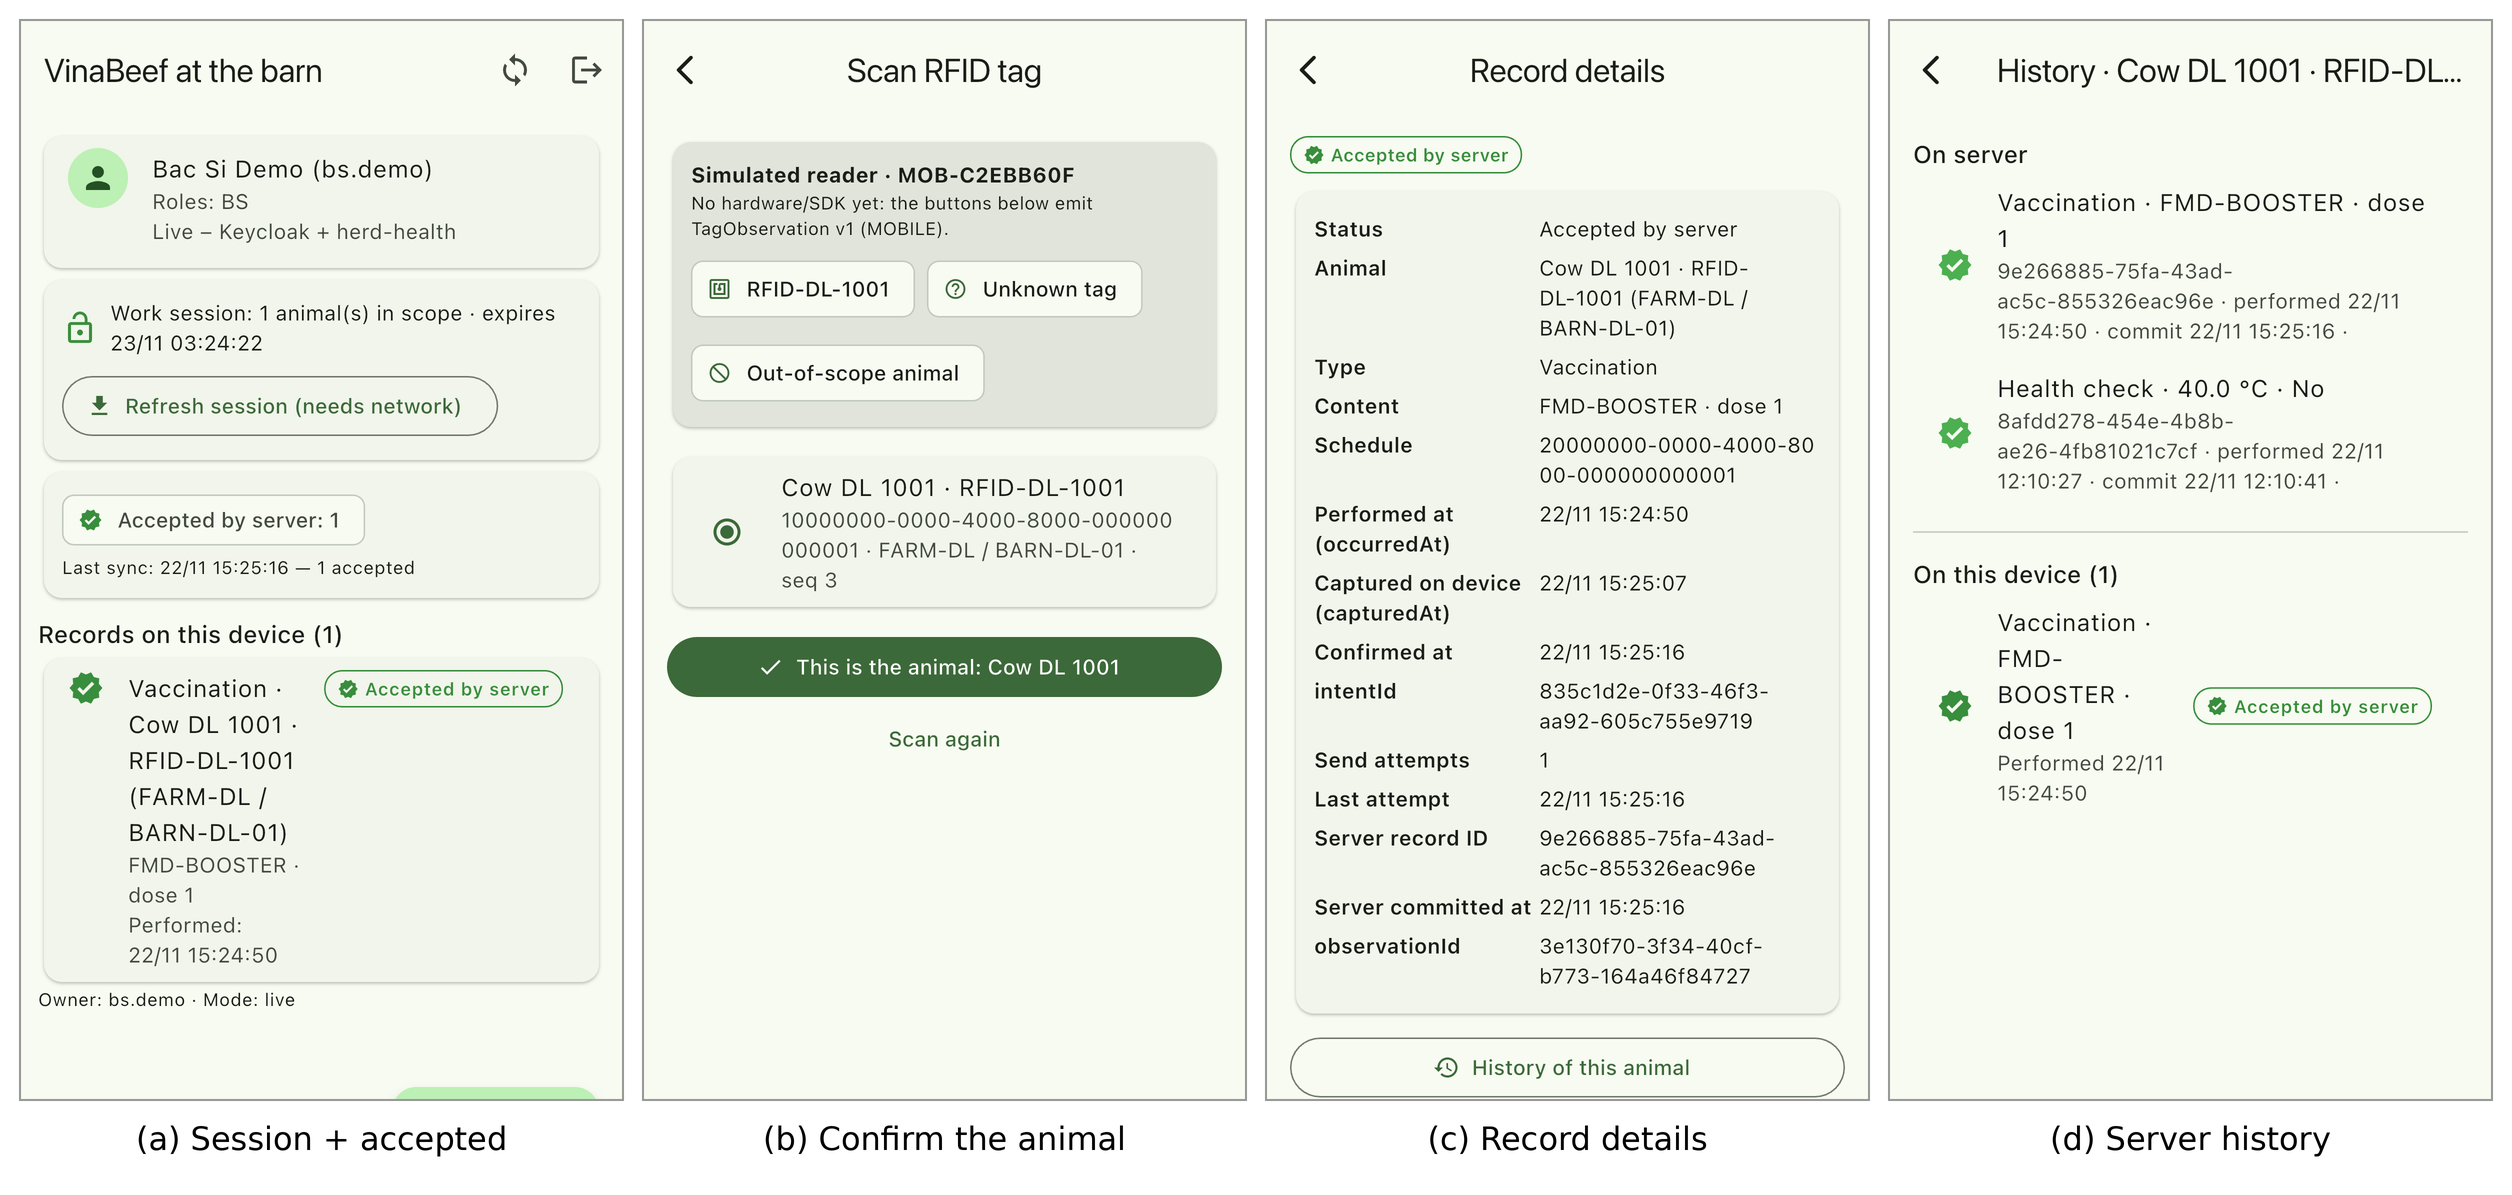 VinaBeef at the barn
Bac Si Demo (bs.demo)
Roles: BS
Live – Keycloak + herd-health
Work session: 1 animal(s) in scope · expires
23/11 03:24:22
Refresh session (needs network)
Accepted by server: 1
Last sync: 22/11 15:25:16 — 1 accepted
Records on this device (1)
Vaccination ·
Cow DL 1001 ·
RFID-DL-1001
(FARM-DL /
BARN-DL-01)
Accepted by server
FMD-BOOSTER ·
dose 1
Performed:
22/11 15:24:50
Owner: bs.demo · Mode: live
(a) Session + accepted
Scan RFID tag
Simulated reader · MOB-C2EBB60F
No hardware/SDK yet: the buttons below emit
TagObservation v1 (MOBILE).
RFID-DL-1001
Unknown tag
Out-of-scope animal
Cow DL 1001 · RFID-DL-1001
10000000-0000-4000-8000-000000
000001 · FARM-DL / BARN-DL-01 ·
seq 3
This is the animal: Cow DL 1001
Scan again
(b) Confirm the animal
Record details
Accepted by server
Status Accepted by server
Animal Cow DL 1001 · RFID-
DL-1001 (FARM-DL /
BARN-DL-01)
Type Vaccination
Content FMD-BOOSTER · dose 1
Schedule 20000000-0000-4000-80
00-000000000001
Performed at 22/11 15:24:50
(occurredAt)
Captured on device 22/11 15:25:07
(capturedAt)
Confirmed at 22/11 15:25:16
intentId 835c1d2e-0f33-46f3-
aa92-605c755e9719
Send attempts 1
Last attempt 22/11 15:25:16
Server record ID 9e266885-75fa-43ad-
ac5c-855326eac96e
Server committed at 22/11 15:25:16
observationId 3e130f70-3f34-40cf-
b773-164a46f84727
History of this animal
(c) Record details
History · Cow DL 1001 · RFID-DL...
On server
Vaccination · FMD-BOOSTER · dose
1
9e266885-75fa-43ad-
ac5c-855326eac96e · performed 22/11
15:24:50 · commit 22/11 15:25:16 ·
Health check · 40.0 °C · No
8afdd278-454e-4b8b-
ae26-4fb81021c7cf · performed 22/11
12:10:27 · commit 22/11 12:10:41 ·
On this device (1)
Vaccination ·
FMD-
BOOSTER ·
dose 1
Accepted by server
Performed 22/11
15:24:50
(d) Server history